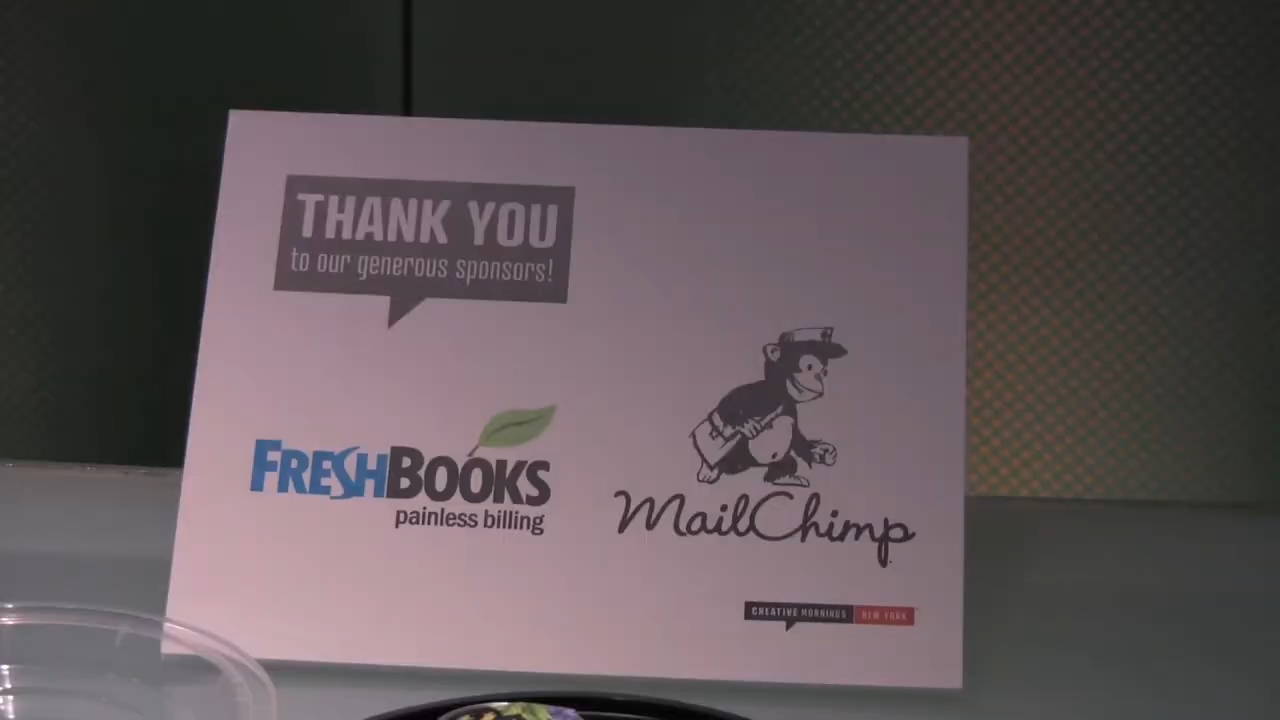 THANK YOU
to our generous sponsors!
FRESHBOOKS
painless billing
MailChimp
CREATIVE MORNINGS NEW YORK